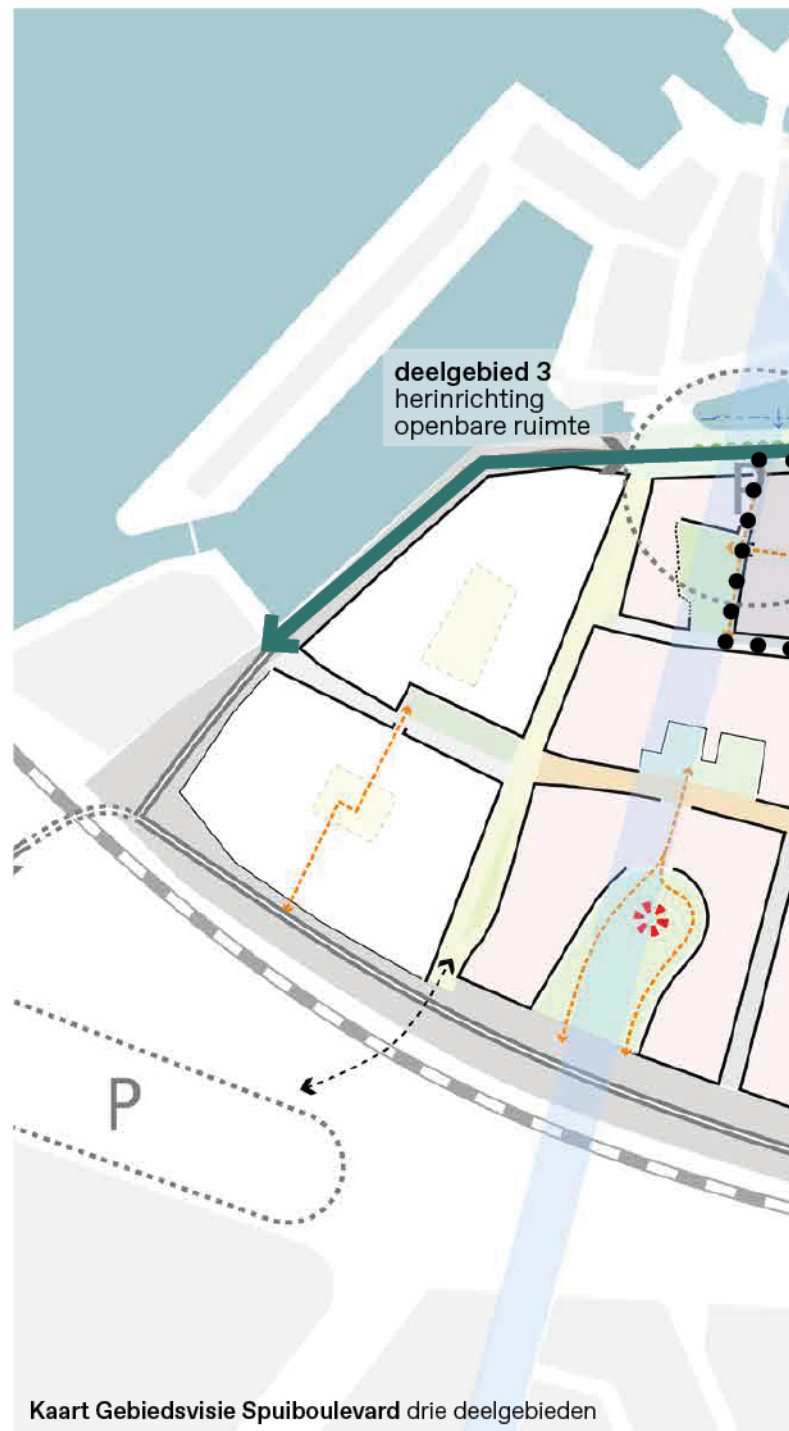 deelgebied 3
herinrichting
openbare ruimte
P
P
Kaart Gebiedsvisie Spuiboulevard drie deelgebieden